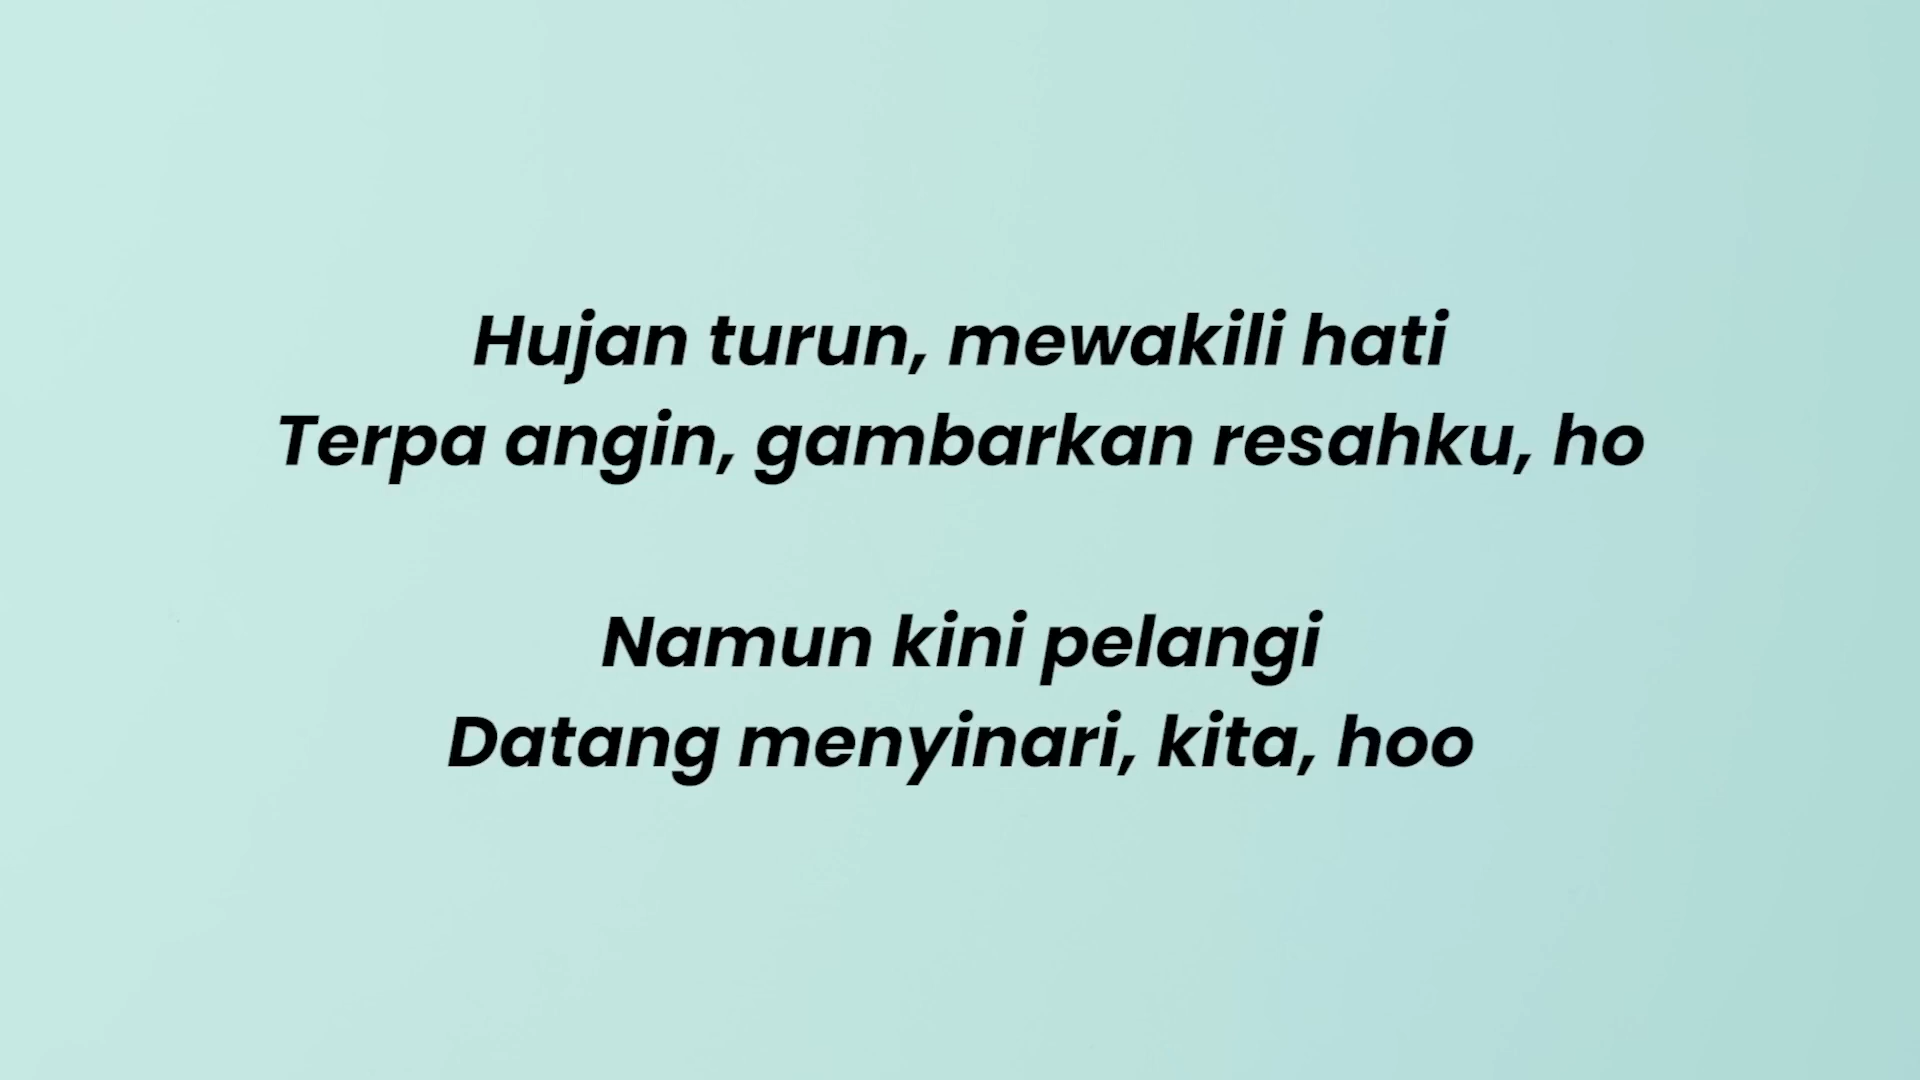 Hujan turun, mewakili hati
Terpa angin, gambarkan resahku, ho
Namun kini pelangi
Datang menyinari, kita, hoo